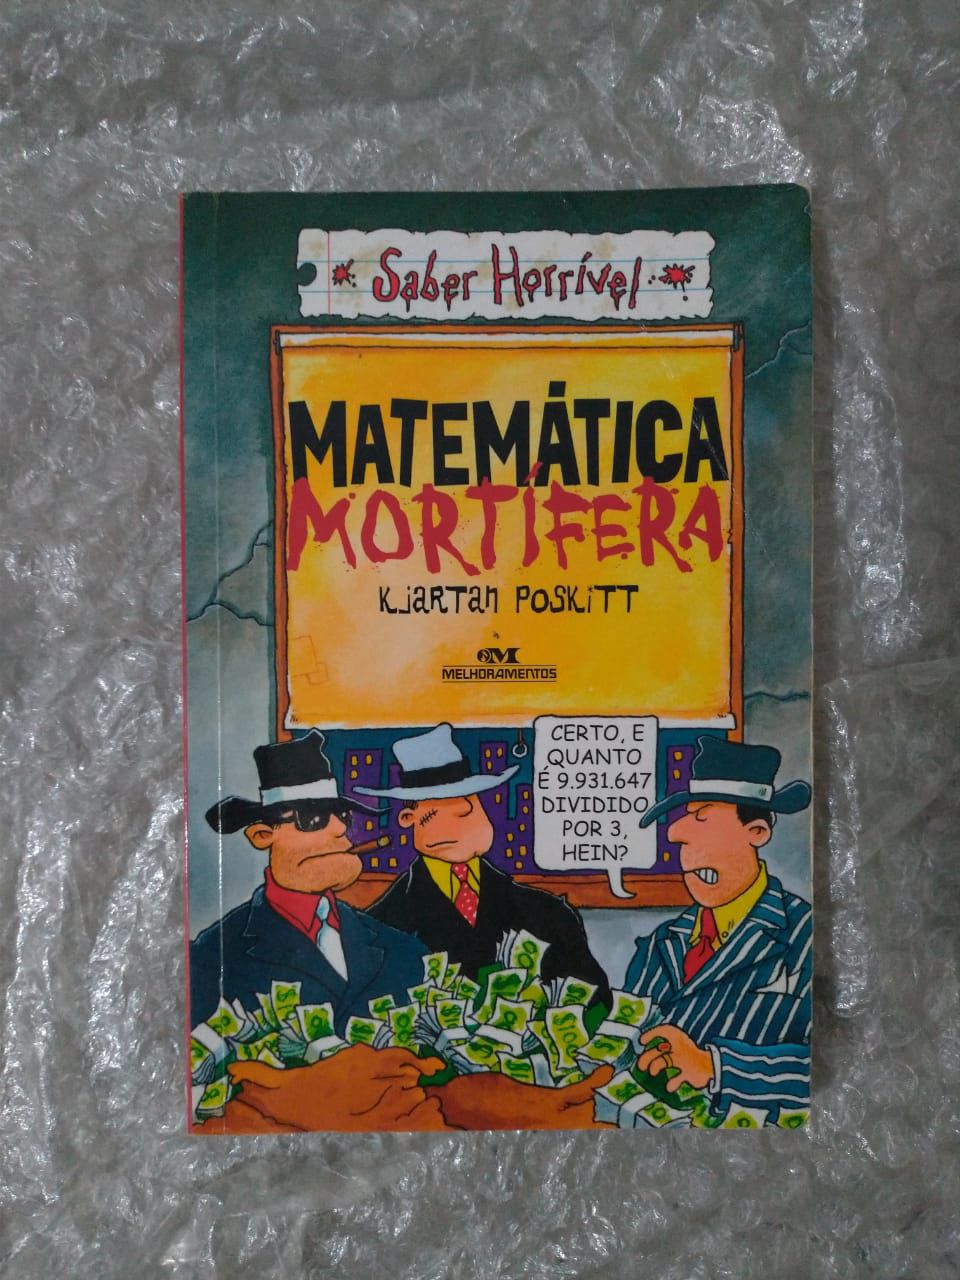 Saber Horrível
MATEMÁTICA
MORTÍFERA
KJARTAN POSKITT
MELHORAMENTOS
CERTO, E
QUANTO
É 9.931.647
DIVIDIDO
POR 3,
HEIN?